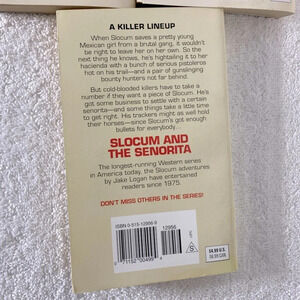 A KILLER LINEUP
When Slocum saves a pretty young
Mexican girl from a brutal gang, it wouldn't
be right to leave her on her own. So the
next thing he knows, he's hightailing it to her
hacienda with a bunch of serious pistoleros
hot on his trail—and a pair of gunslinging
bounty hunters not far behind.
But cold-blooded killers have to take a
number if they want a piece of Slocum. He's
got some business to settle with a certain
senorita—and some things take a little time
to get right. His trackers might as well hold
their horses—since Slocum's got enough
bullets for everybody...
SLOCUM AND
THE SENORITA
The longest-running Western series
in America today, the Slocum adventures
by Jake Logan have entertained
readers since 1975.
DON'T MISS OTHERS IN THE SERIES!
ISBN 0-515-12956-9
12956
$4.99 U.S.
$6.99 CAN